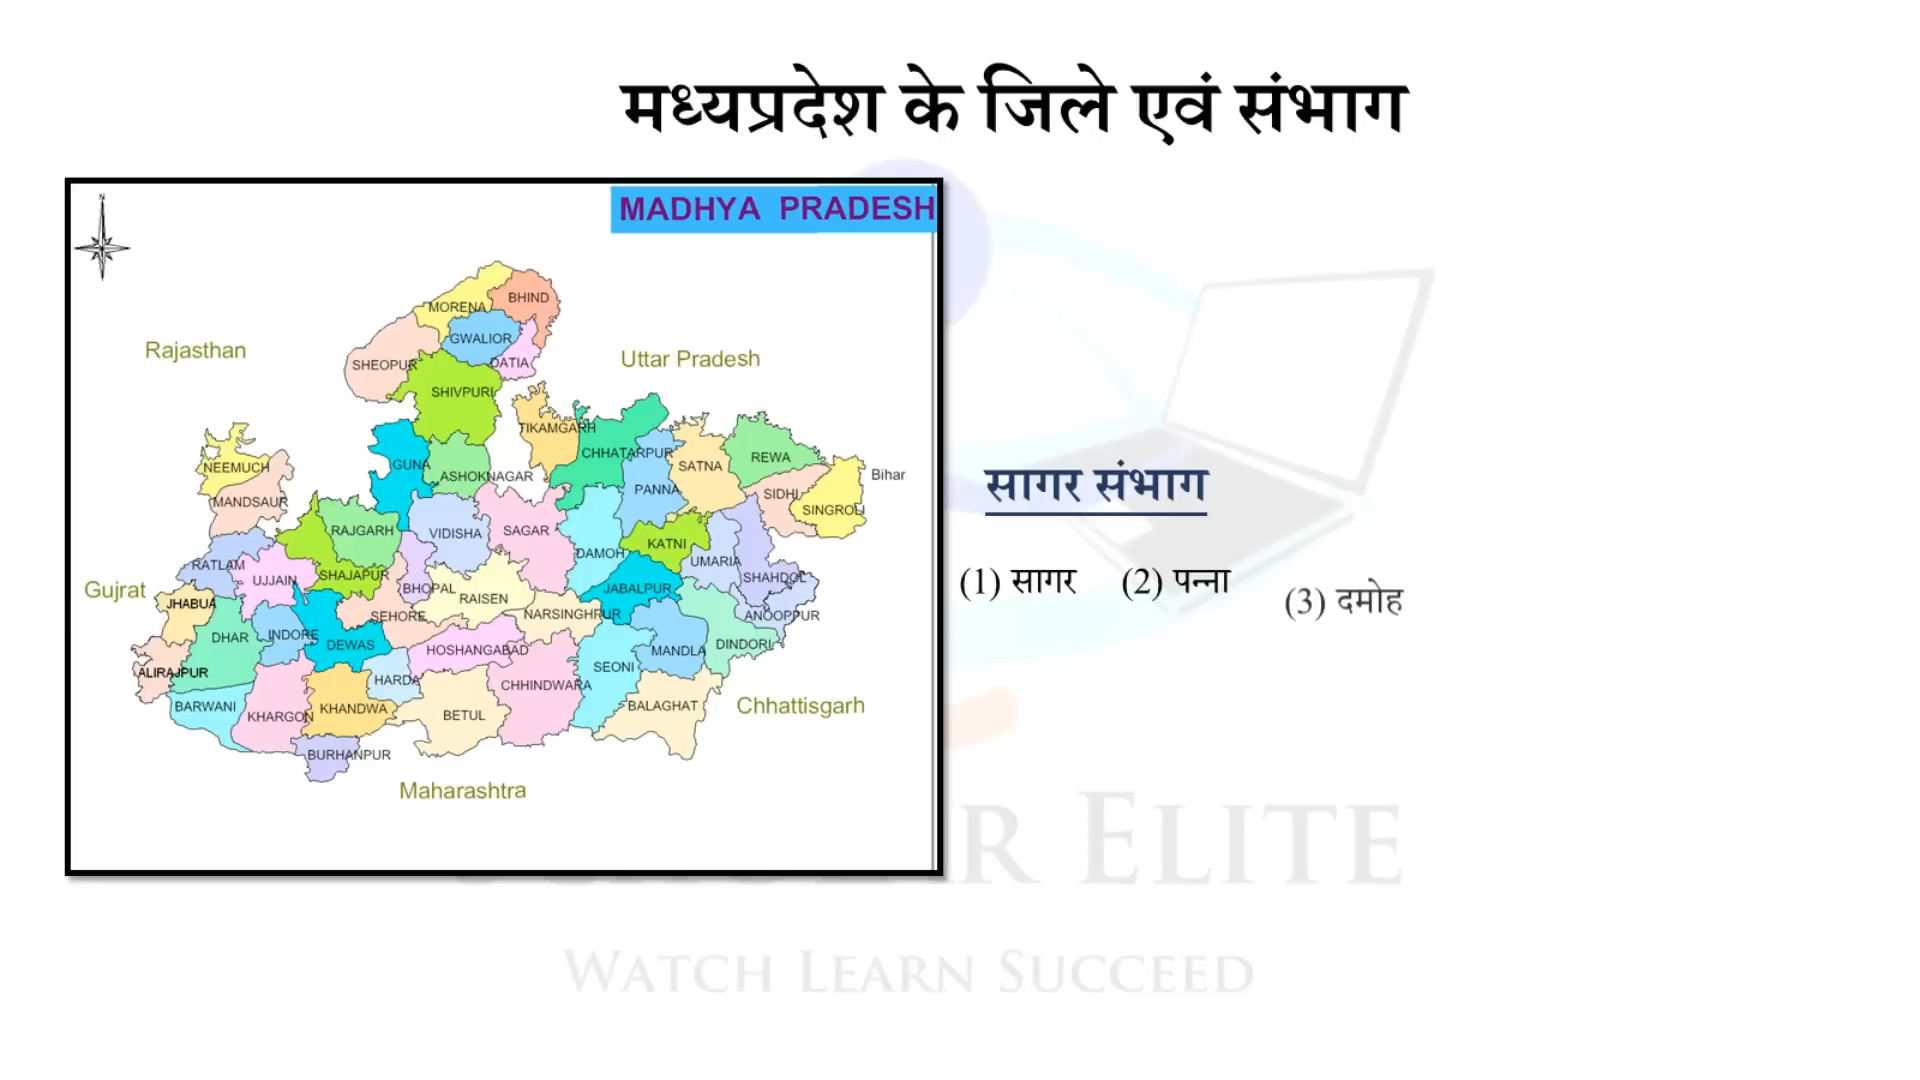 मध्यप्रदेश के जिले एवं संभाग
N
MADHYA PRADESH
BHIND
MORENA
GWALIOR
Rajasthan
Uttar Pradesh
SHEOPUR
DATIA
SHIVPURI
TIKAMGARH
CHHATARPUR
REWA
NEEMUCH
GUNA
ASHOKNAGAR
SATNA
Bihar
PANNA
SIDHI
MANDSAUR
SINGROLI
RAJGARH
VIDISHA
SAGAR
KATNI
DAMOH
UMARIA
RATLAM
UJJAIN
SHAJAPUR
SHAHDOL
Gujrat
BHOPAL
RAISEN
JABALPUR
JHABUA
SEHORE
NARSINGHPUR
ANOOPPUR
DHAR
INDORE
DEWAS
HOSHANGABAD
MANDLA
DINDORI
ALIRAJPUR
HARDA
CHHINDWARA
SEONI
BARWANI
KHARGON
KHANDWA
BETUL
BALAGHAT
Chhattisgarh
BURHANPUR
Maharashtra
सागर संभाग
(1) सागर (2) पन्ना (3) दमोह
R ELITE
WATCH LEARN SUCCEED